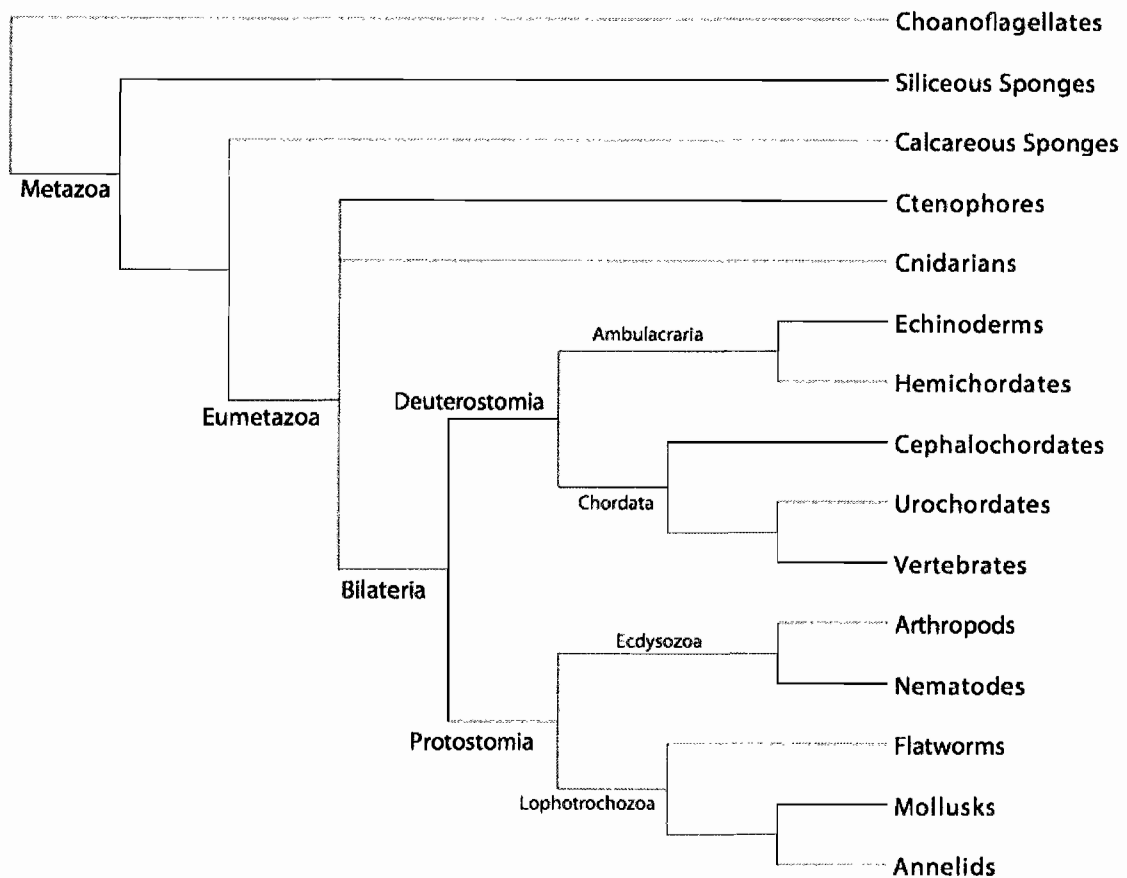 Choanoflagellates
Siliceous Sponges
Calcareous Sponges
Metazoa
Ctenophores
Cnidarians
Echinoderms
Ambulacraria
Hemichordates
Deuterostomia
Eumetazoa
Cephalochordates
Chordata
Urochordates
Vertebrates
Bilateria
Arthropods
Ecdysozoa
Nematodes
Protostomia
Flatworms
Lophotrochozoa
Mollusks
Annelids